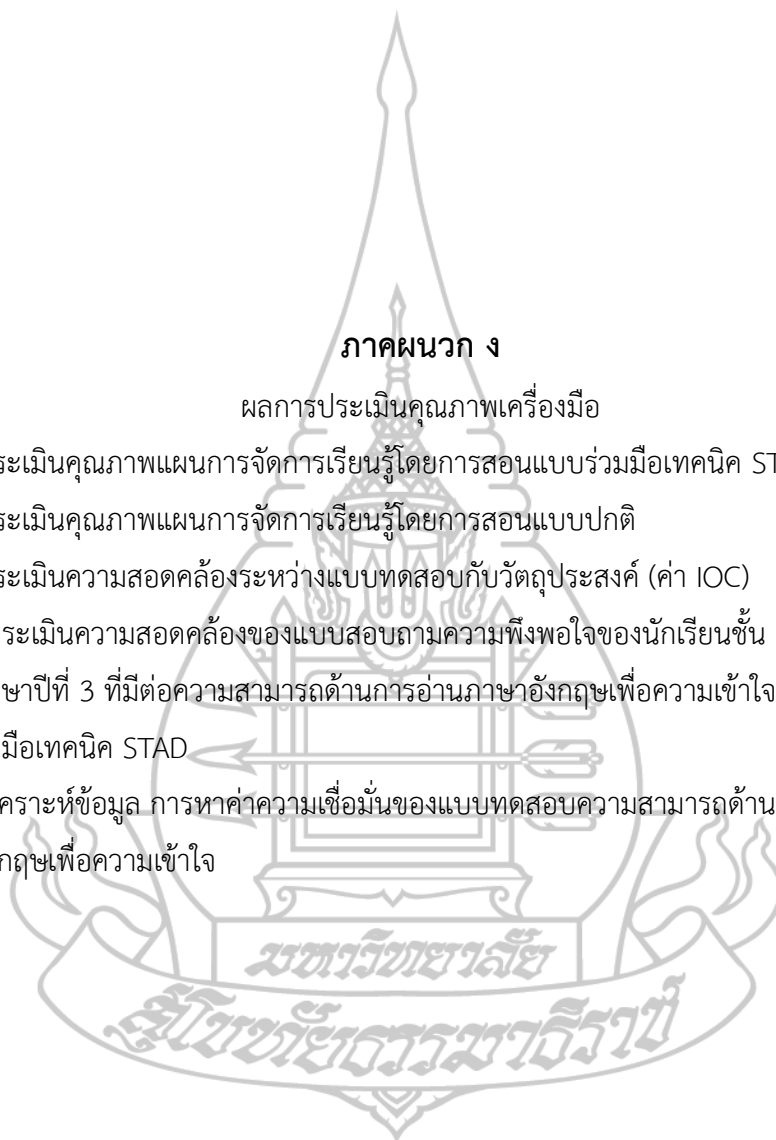 ภาคผนวก ง
ผลการประเมินคุณภาพเครื่องมือ
ระเมินคุณภาพแผนการจัดการเรียนรู้โดยการสอนแบบร่วมมือเทคนิค ST
ระเมินคุณภาพแผนการจัดการเรียนรู้โดยการสอนแบบปกติ
ระเมินความสอดคล้องระหว่างแบบทดสอบกับวัตถุประสงค์ (ค่า IOC)
ระเมินความสอดคล้องของแบบสอบถามความพึงพอใจของนักเรียนชั้น
ษาปีที่ 3 ที่มีต่อความสามารถด้านการอ่านภาษาอังกฤษเพื่อความเข้าใจ
มือเทคนิค STAD
คราะห์ข้อมูล การหาค่าความเชื่อมั่นของแบบทดสอบความสามารถด้าน
กฤษเพื่อความเข้าใจ
มหาวิทยาลัย
สุโขทัยธรรมาธิราช